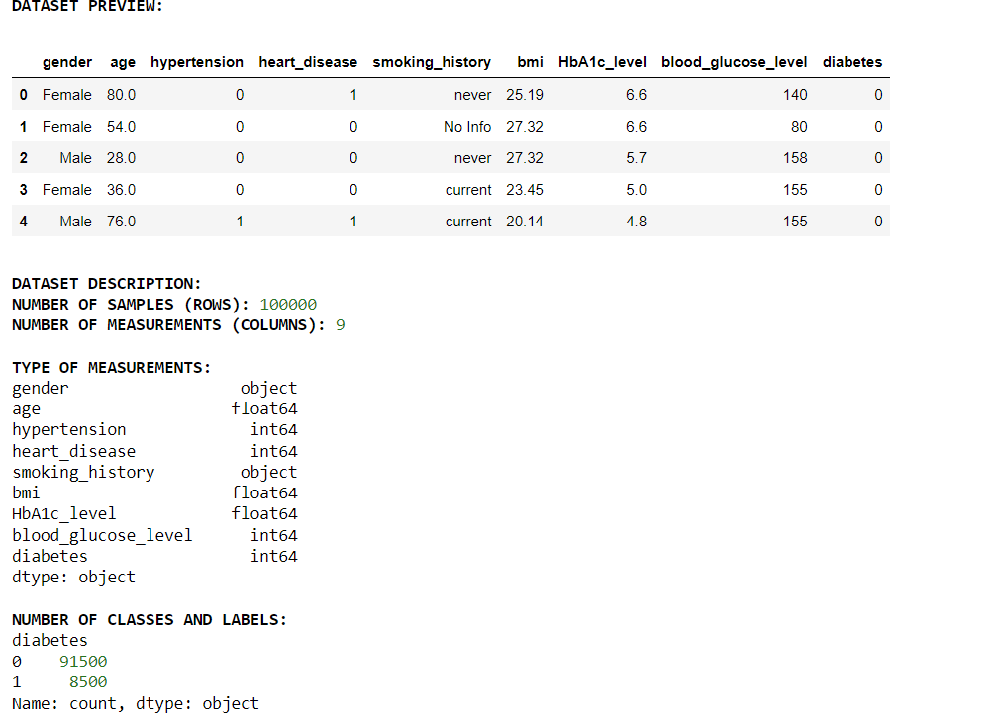 DATASET PREVIEW:
gender age hypertension heart_disease smoking_history bmi HbA1c_level blood_glucose_level diabetes
0 Female 80.0 0 1 never 25.19 6.6 140 0
1 Female 54.0 0 0 No Info 27.32 6.6 80 0
2 Male 28.0 0 0 never 27.32 5.7 158 0
3 Female 36.0 0 0 current 23.45 5.0 155 0
4 Male 76.0 1 1 current 20.14 4.8 155 0
DATASET DESCRIPTION:
NUMBER OF SAMPLES (ROWS): 100000
NUMBER OF MEASUREMENTS (COLUMNS): 9
TYPE OF MEASUREMENTS:
gender object
age float64
hypertension int64
heart_disease int64
smoking_history object
bmi float64
HbA1c_level float64
blood_glucose_level int64
diabetes int64
dtype: object
NUMBER OF CLASSES AND LABELS:
diabetes
0 91500
1 8500
Name: count, dtype: object